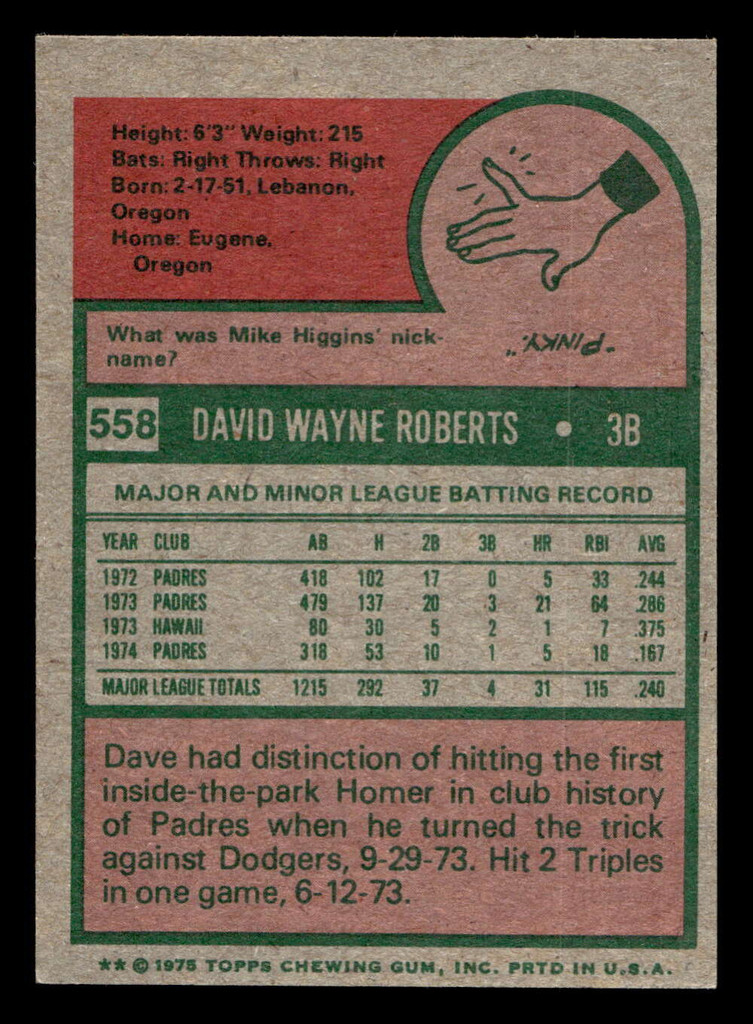 Height: 6'3" Weight: 215
Bats: Right Throws: Right
Born: 2-17-51, Lebanon,
Oregon
Home: Eugene,
Oregon
What was Mike Higgins' nick-
name?
"PINKY."
558 DAVID WAYNE ROBERTS • 3B
MAJOR AND MINOR LEAGUE BATTING RECORD
YEAR CLUB AB H 2B 3B HR RBI AVG
1972 PADRES 418 102 17 0 5 33 .244
1973 PADRES 479 137 20 3 21 64 .286
1973 HAWAII 80 30 5 2 1 7 .375
1974 PADRES 318 53 10 1 5 18 .167
MAJOR LEAGUE TOTALS 1215 292 37 4 31 115 .240
Dave had distinction of hitting the first
inside-the-park Homer in club history
of Padres when he turned the trick
against Dodgers, 9-29-73. Hit 2 Triples
in one game, 6-12-73.
** © 1975 TOPPS CHEWING GUM, INC. PRTD IN U.S.A.